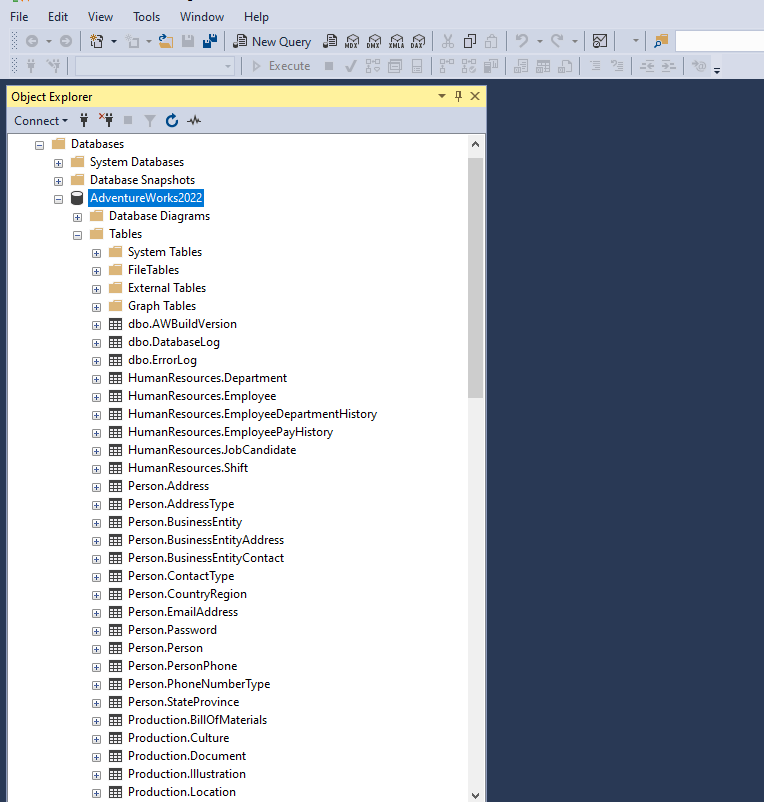 File Edit View Tools Window Help
New Query MDX DMX XMLA DAX
Execute
Object Explorer
Connect
Databases
System Databases
Database Snapshots
AdventureWorks2022
Database Diagrams
Tables
System Tables
FileTables
External Tables
Graph Tables
dbo.AWBuildVersion
dbo.DatabaseLog
dbo.ErrorLog
HumanResources.Department
HumanResources.Employee
HumanResources.EmployeeDepartmentHistory
HumanResources.EmployeePayHistory
HumanResources.JobCandidate
HumanResources.Shift
Person.Address
Person.AddressType
Person.BusinessEntity
Person.BusinessEntityAddress
Person.BusinessEntityContact
Person.ContactType
Person.CountryRegion
Person.EmailAddress
Person.Password
Person.Person
Person.PersonPhone
Person.PhoneNumberType
Person.StateProvince
Production.BillOfMaterials
Production.Culture
Production.Document
Production.Illustration
Production.Location